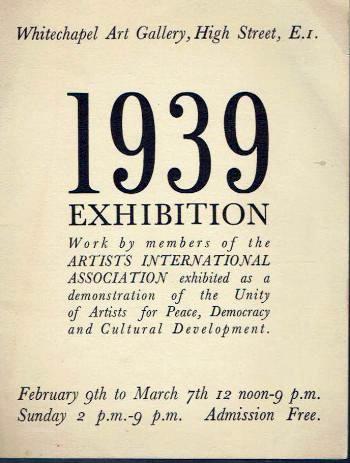 Whitechapel Art Gallery, High Street, E.1.
1939
EXHIBITION
Work by members of the
ARTISTS INTERNATIONAL
ASSOCIATION exhibited as a
demonstration of the Unity
of Artists for Peace, Democracy
and Cultural Development.
February 9th to March 7th 12 noon-9 p.m.
Sunday 2 p.m.-9 p.m. Admission Free.